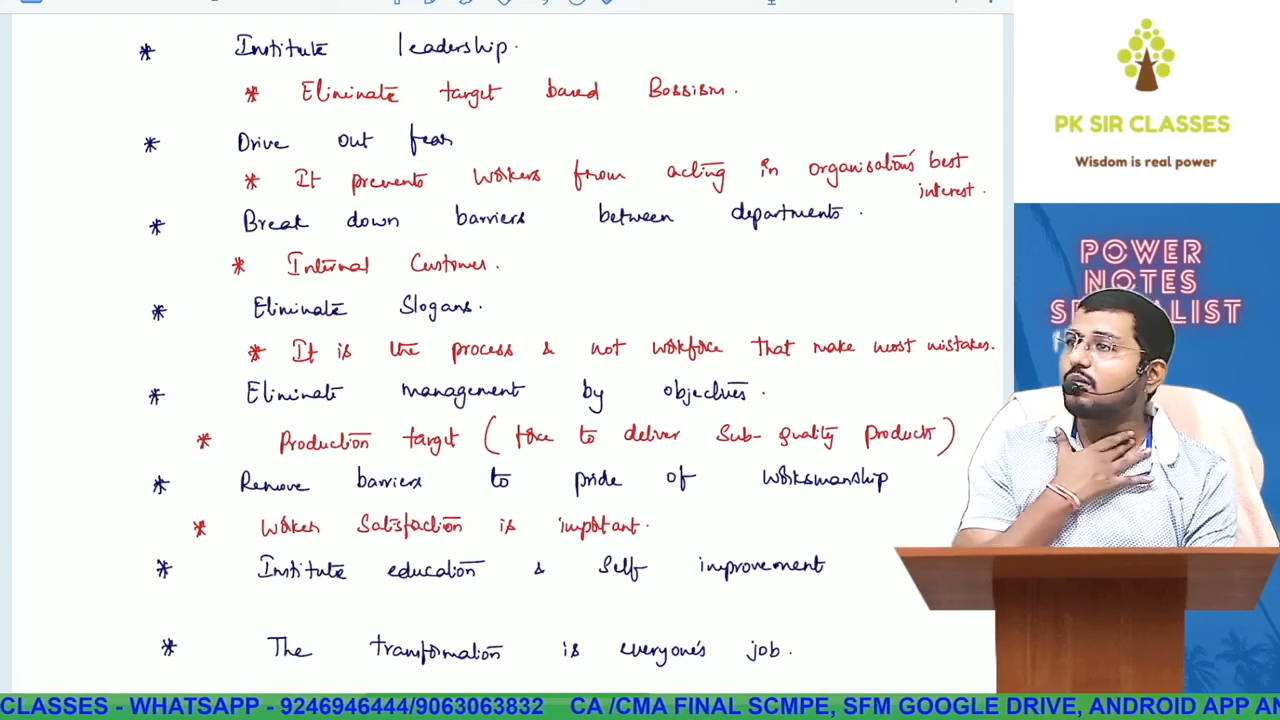 * Institute leadership.
* Eliminate target based Bossism.
* Drive out fear
* It prevents workers from acting in organisation's best interest.
* Break down barriers between departments.
* Internal Customer.
* Eliminate Slogans.
* It is the process & not workforce that make most mistakes.
* Eliminate management by objectives.
* Production target (force to deliver Sub-quality products)
* Remove barriers to pride of worksmanship
* Worker Satisfaction is important.
* Institute education & Self improvement
* The transformation is everyone's job.
PK SIR CLASSES
Wisdom is real power
POWER
NOTES
SPECIALIST
CLASSES - WHATSAPP - 9246946444/9063063832 CA /CMA FINAL SCMPE, SFM GOOGLE DRIVE, ANDROID APP AN